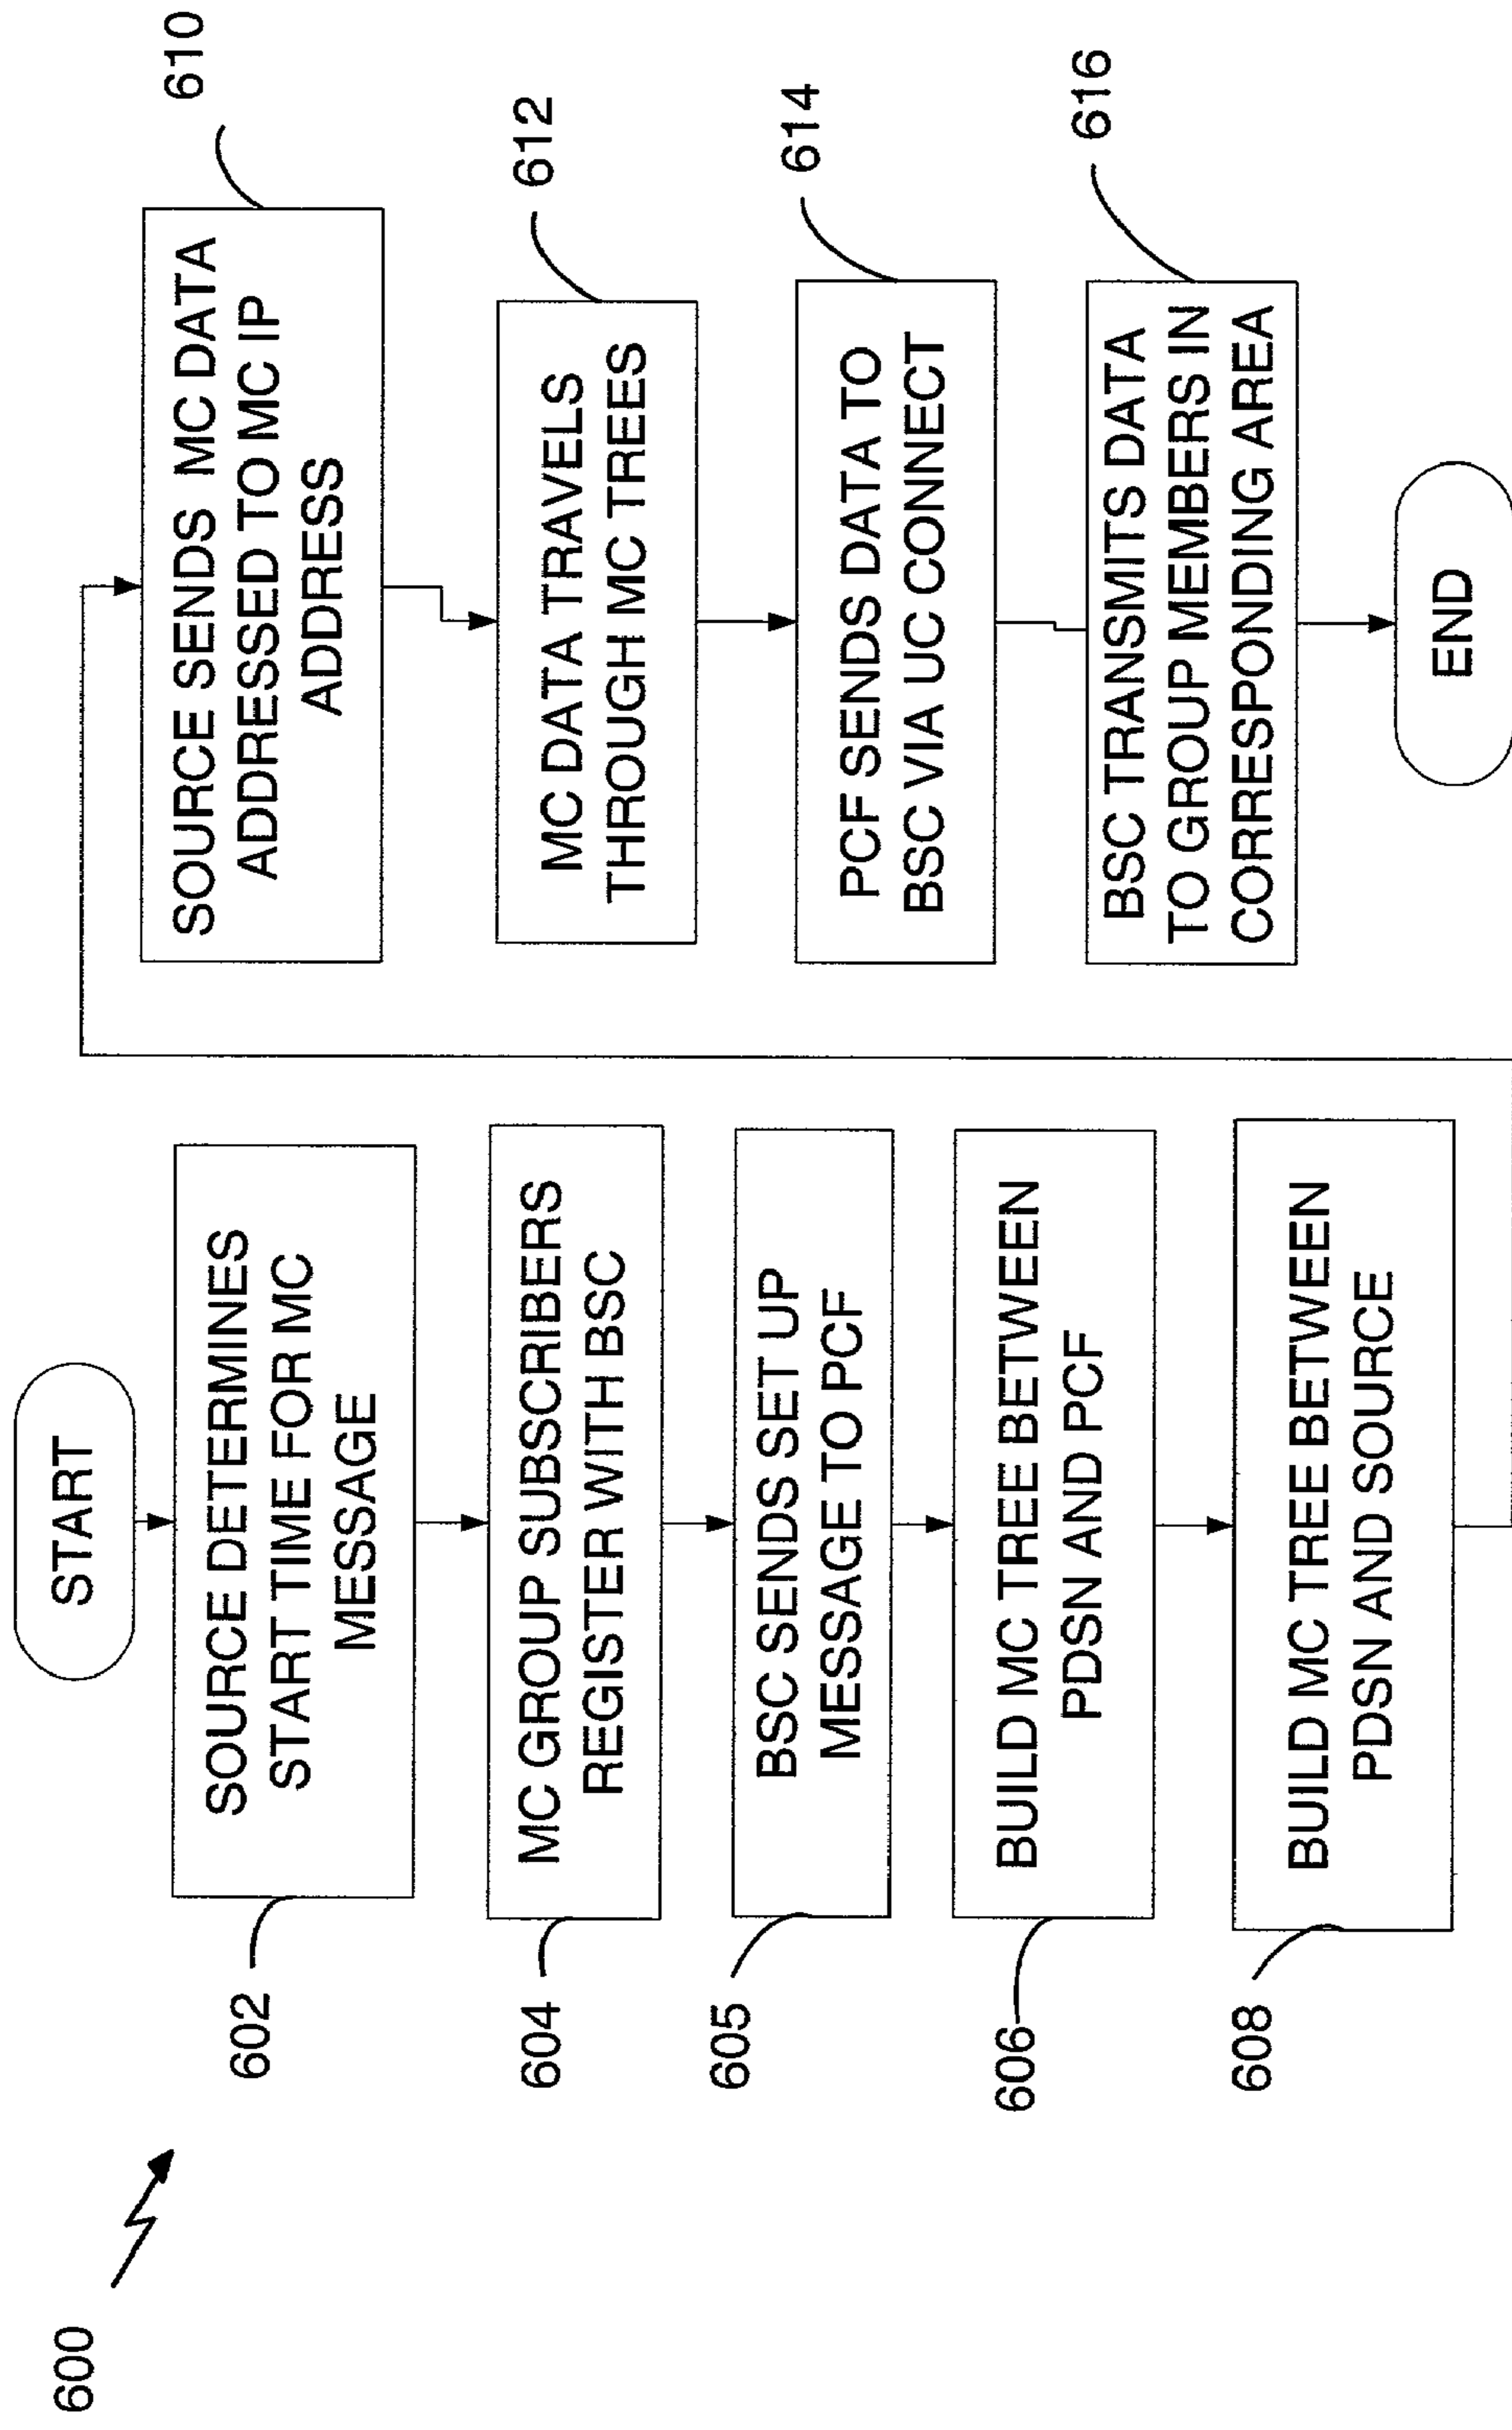 600
START
602
SOURCE DETERMINES
START TIME FOR MC
MESSAGE
604
MC GROUP SUBSCRIBERS
REGISTER WITH BSC
605
BSC SENDS SET UP
MESSAGE TO PCF
606
BUILD MC TREE BETWEEN
PDSN AND PCF
608
BUILD MC TREE BETWEEN
PDSN AND SOURCE
610
SOURCE SENDS MC DATA
ADDRESSED TO MC IP
ADDRESS
612
MC DATA TRAVELS
THROUGH MC TREES
614
PCF SENDS DATA TO
BSC VIA UC CONNECT
616
BSC TRANSMITS DATA
TO GROUP MEMBERS IN
CORRESPONDING AREA
END